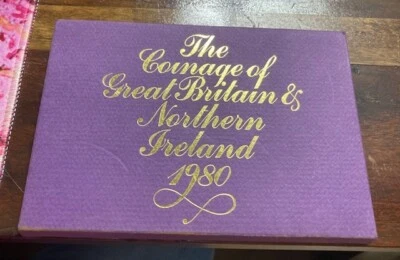 The
Coinage of
Great Britain &
Northern
Ireland
1980